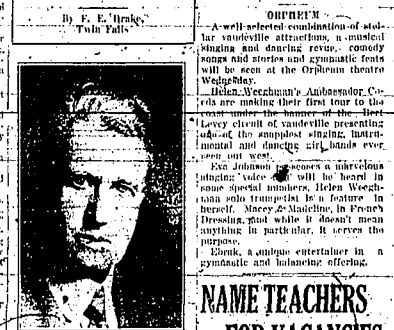 By F. E. Drake,
Twin Falls
ORPHEUM
A well selected combination of stel-
lar vaudeville attractions, a musical
singing and dancing revue, comedy
songs and stories and gymnastic feats
will be seen at the Orpheum theatre
Wednesday.
Helen Weeghman's Ambassador Co-
eds are making their first tour to the
coast under the banner of the Bert
Levey circuit of vaudeville presenting
one of the snappiest singing, instru-
mental and dancing girl bands ever
seen out west.
Eva Johnson possesses a marvelous
singing voice will be heard in
some special numbers. Helen Weegh-
man solo trumpetist is a feature in
herself. Macey & Madeline, in French
Dressing, and while it doesn't mean
anything in particular, it serves the
purpose.
Ebruk, a unique entertainer in a
gymnastic and balancing offering.
NAME TEACHERS
FOR VACANCIES